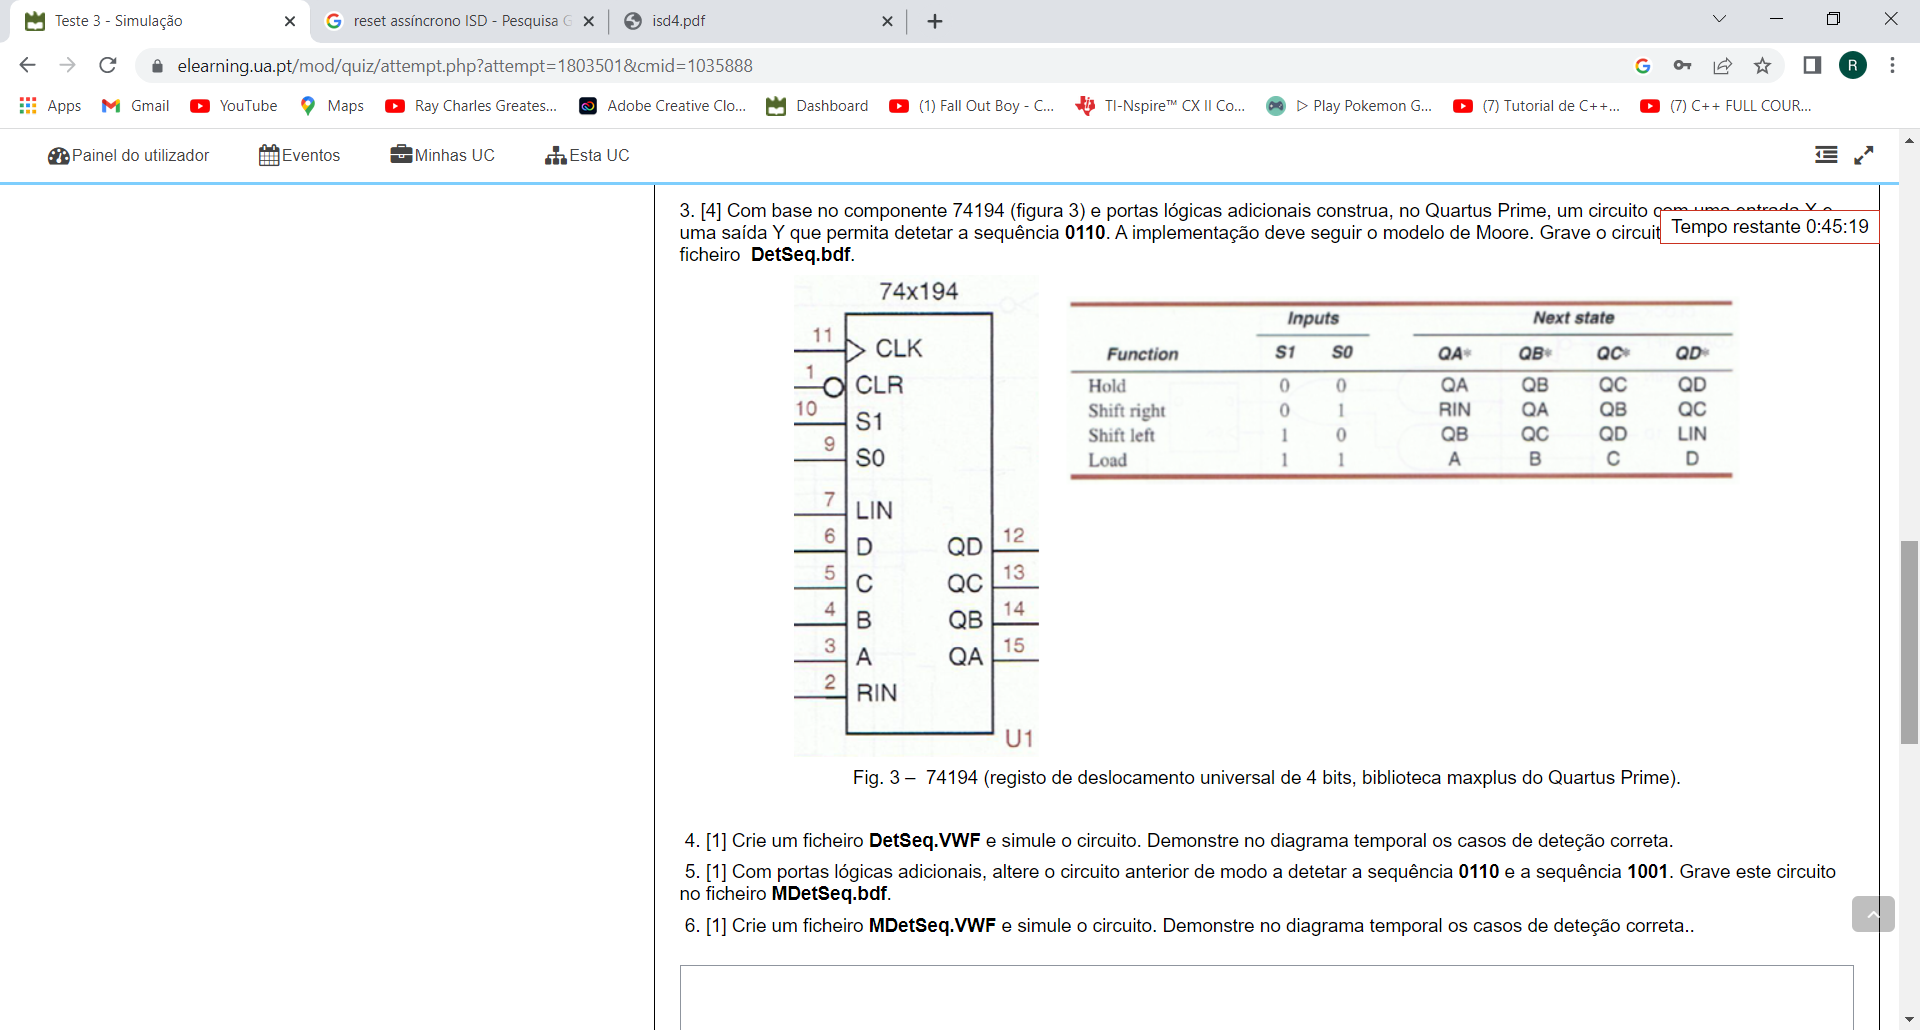 Teste 3 - Simulação
reset assíncrono ISD - Pesquisa G
isd4.pdf
elearning.ua.pt/mod/quiz/attempt.php?attempt=1803501&cmid=1035888
R
Apps
Gmail
YouTube
Maps
Ray Charles Greates...
Adobe Creative Clo...
Dashboard
(1) Fall Out Boy - C...
TI-Nspire™ CX II Co...
▷ Play Pokemon G...
(7) Tutorial de C++...
(7) C++ FULL COUR...
Painel do utilizador
Eventos
Minhas UC
Esta UC
3. [4] Com base no componente 74194 (figura 3) e portas lógicas adicionais construa, no Quartus Prime, um circuito com uma entrada X e
uma saída Y que permita detetar a sequência 0110. A implementação deve seguir o modelo de Moore. Grave o circuit
Tempo restante 0:45:19
ficheiro DetSeq.bdf.
74x194
11 CLK
1 CLR
10 S1
9 S0
7 LIN
6 D QD 12
5 C QC 13
4 B QB 14
3 A QA 15
2 RIN
U1
Inputs Next state
Function S1 S0 QA* QB* QC* QD*
Hold 0 0 QA QB QC QD
Shift right 0 1 RIN QA QB QC
Shift left 1 0 QB QC QD LIN
Load 1 1 A B C D
Fig. 3 – 74194 (registo de deslocamento universal de 4 bits, biblioteca maxplus do Quartus Prime).
4. [1] Crie um ficheiro DetSeq.VWF e simule o circuito. Demonstre no diagrama temporal os casos de deteção correta.
5. [1] Com portas lógicas adicionais, altere o circuito anterior de modo a detetar a sequência 0110 e a sequência 1001. Grave este circuito
no ficheiro MDetSeq.bdf.
6. [1] Crie um ficheiro MDetSeq.VWF e simule o circuito. Demonstre no diagrama temporal os casos de deteção correta..